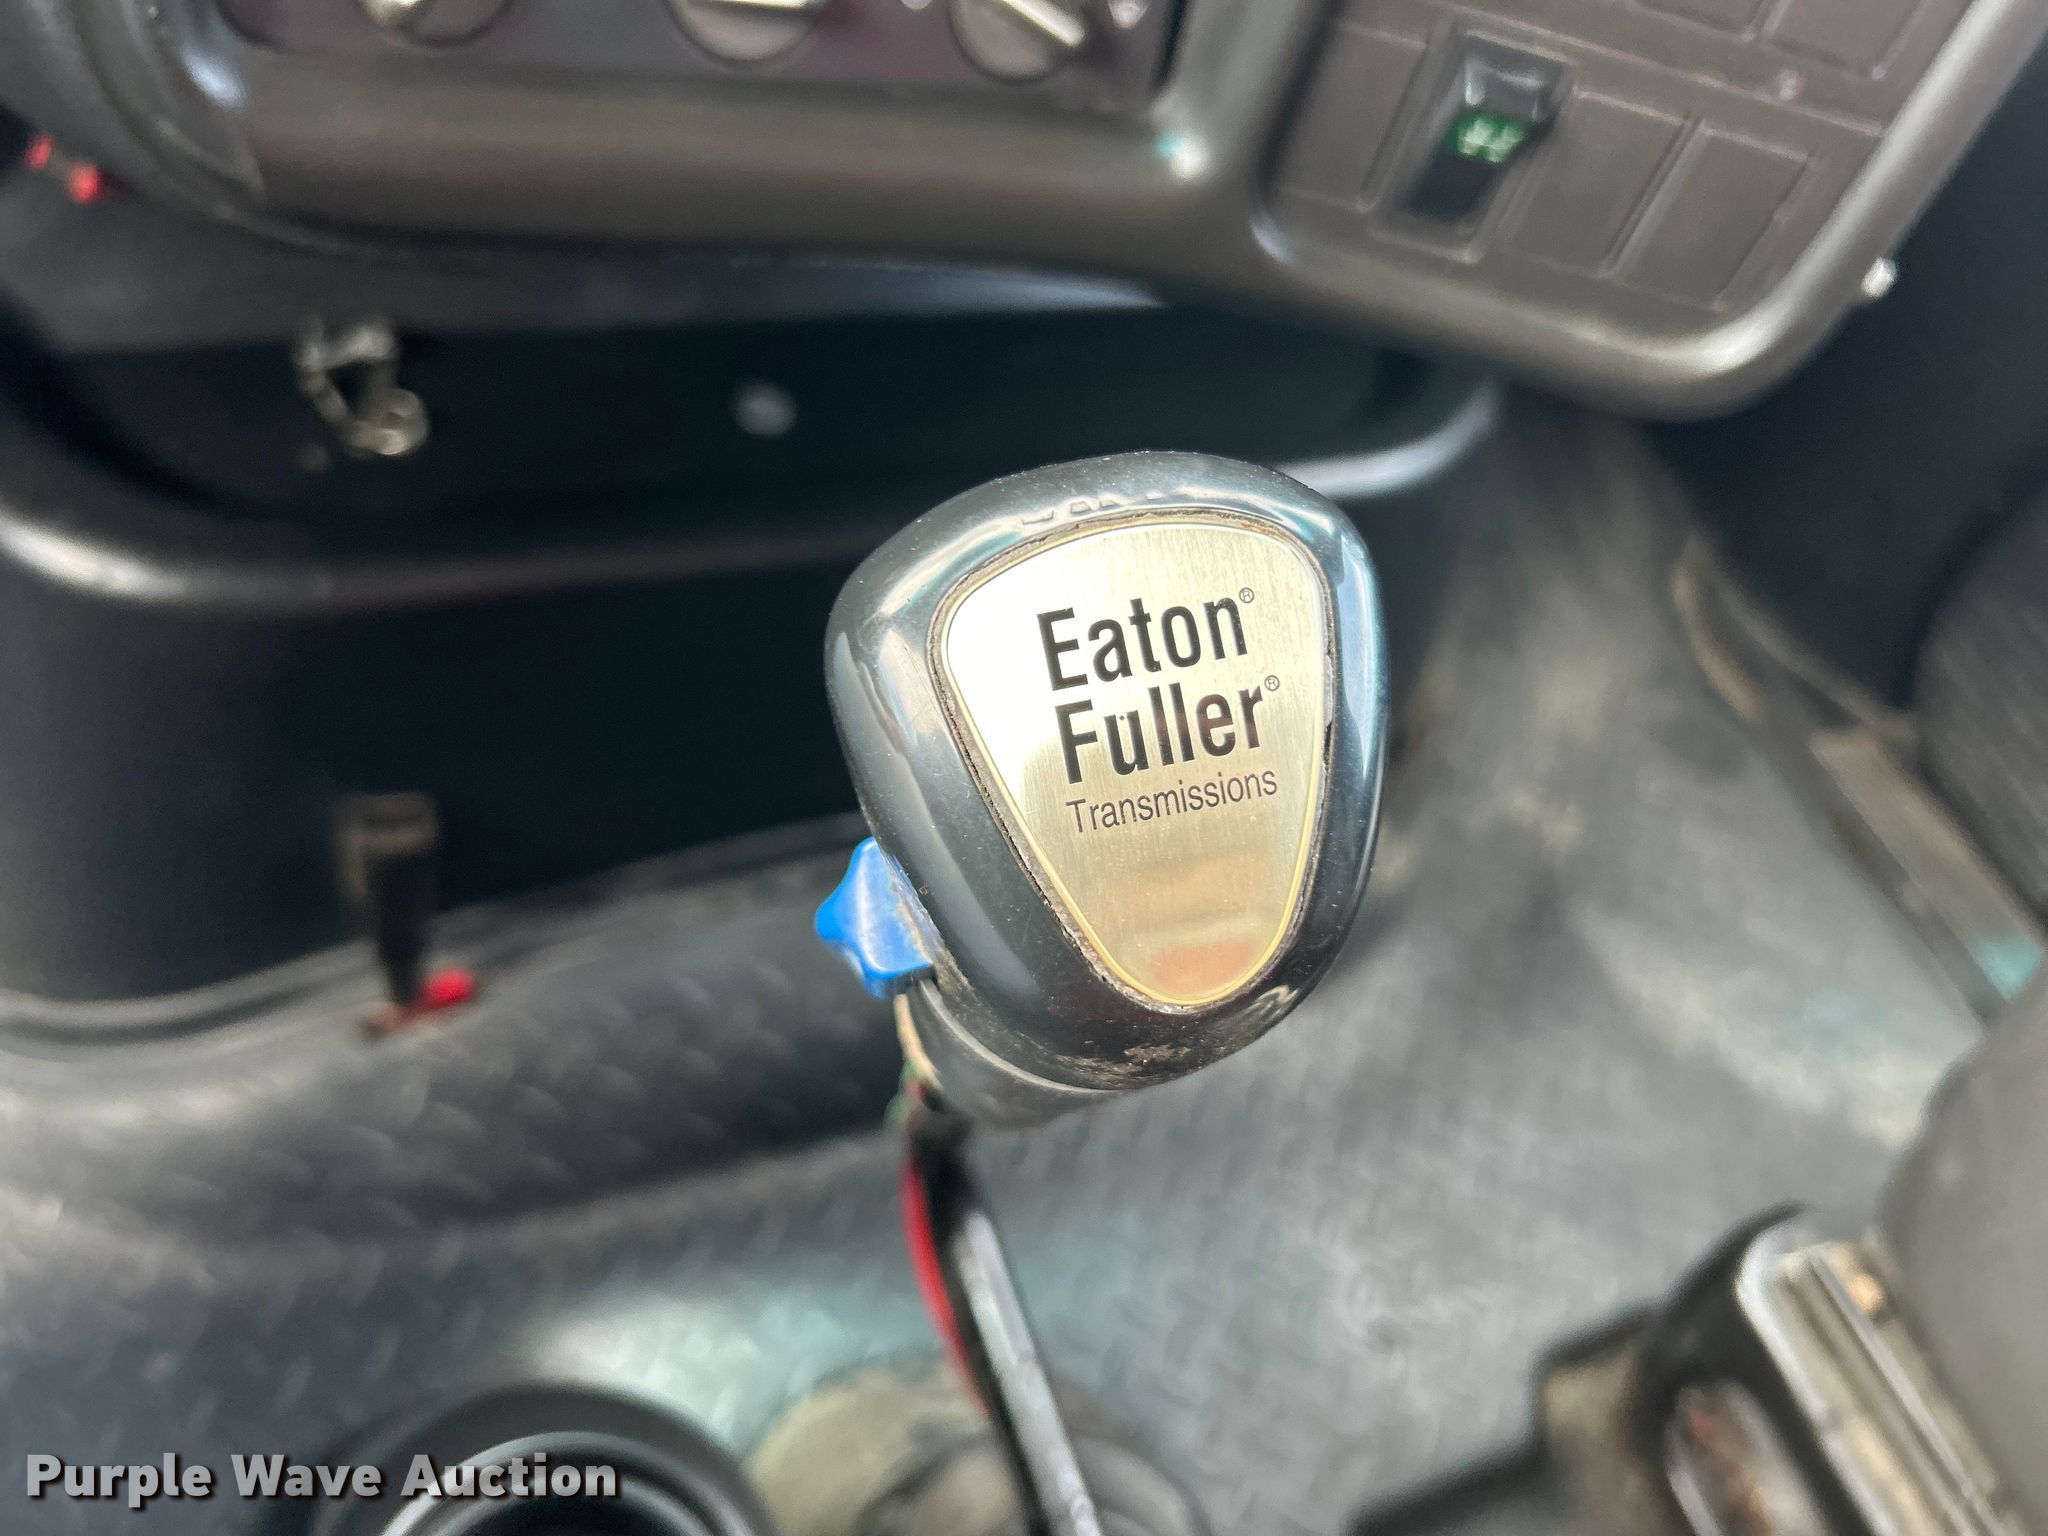 Eaton®
Fuller®
Transmissions
Purple Wave Auction